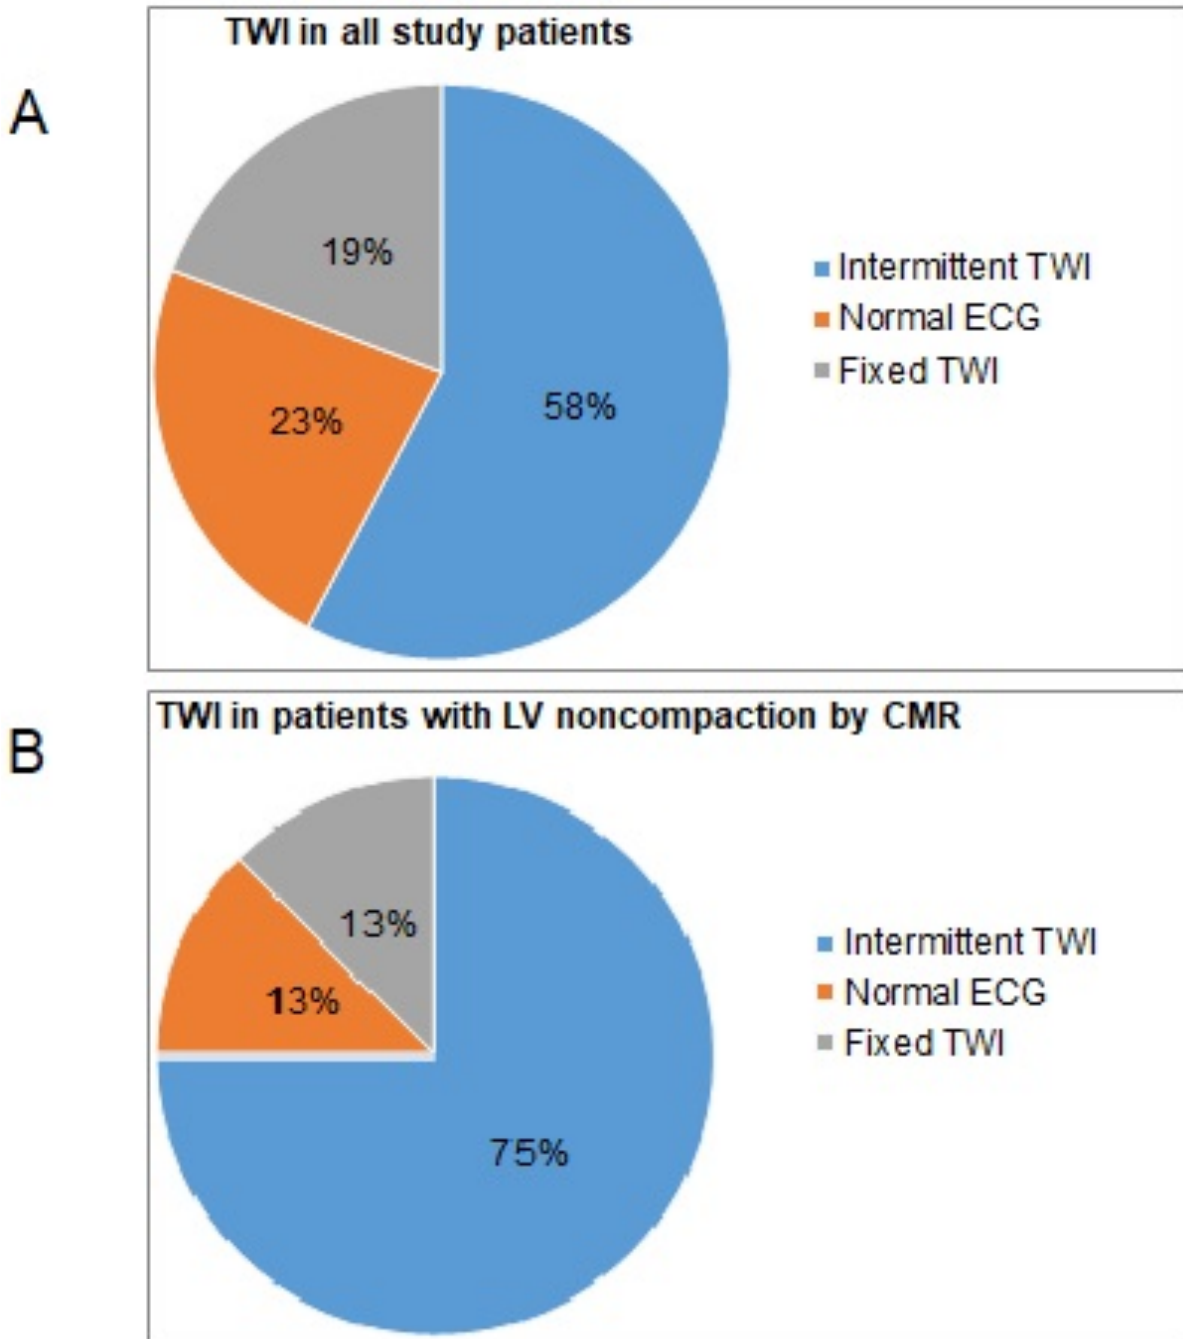 A
TWI in all study patients
19%
23%
58%
Intermittent TWI
Normal ECG
Fixed TWI
B
TWI in patients with LV noncompaction by CMR
13%
13%
75%
Intermittent TWI
Normal ECG
Fixed TWI